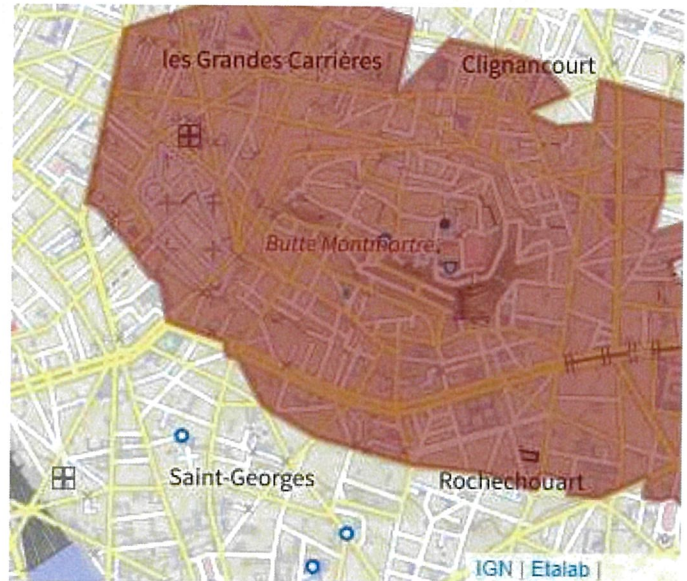 les Grandes Carrières
Clignancourt
Butte Montmartre
Saint-Georges
Rochechouart
IGN | Etalab |